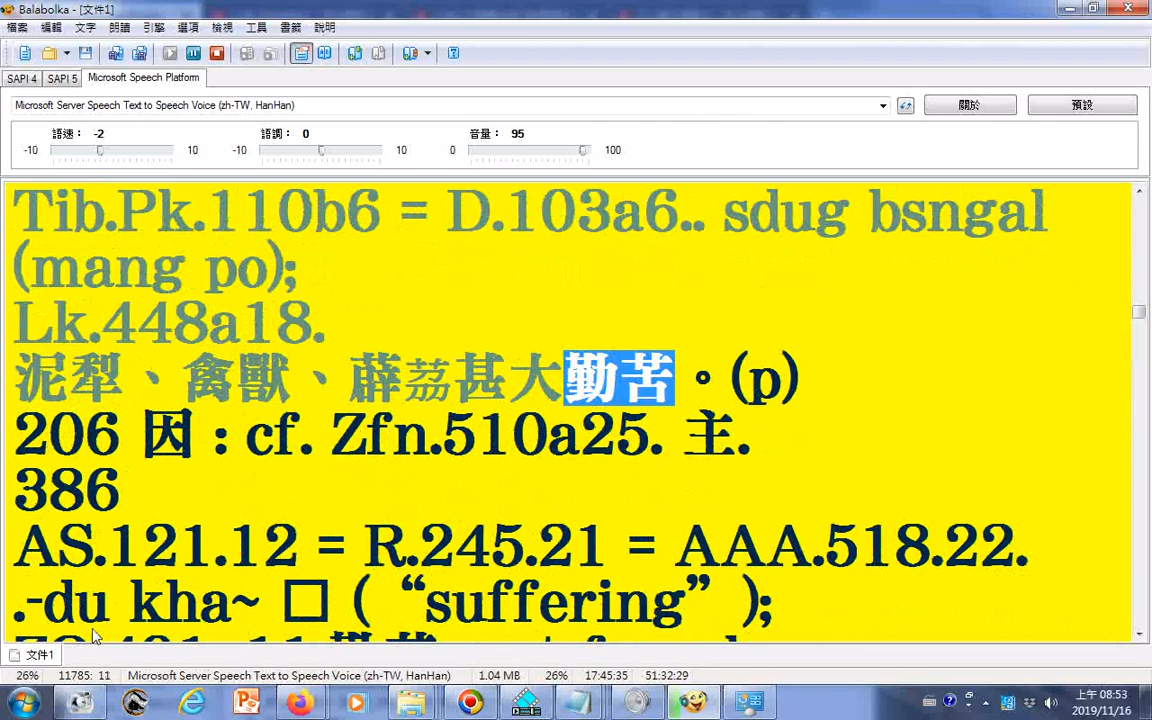 Balabolka - [文件1]
檔案 編輯 文字 朗讀 引擎 選項 檢視 工具 書籤 說明
SAPI 4 SAPI 5 Microsoft Speech Platform
Microsoft Server Speech Text to Speech Voice (zh-TW, HanHan) 關於 預設
語速： -2 語調： 0 音量： 95
-10 10 -10 10 0 100
Tib.Pk.110b6 = D.103a6.. sdug bsngal
(mang po);
Lk.448a18.
泥犁、禽獸、薜荔甚大勤苦。(p)
206 因：cf. Zfn.510a25. 主.
386
AS.121.12 = R.245.21 = AAA.518.22.
.-du kha~ □ (“suffering”);
文件1
26% 11785: 11 Microsoft Server Speech Text to Speech Voice (zh-TW, HanHan) 1.04 MB 26% 17:45:35 51:32:29
上午 08:53
2019/11/16